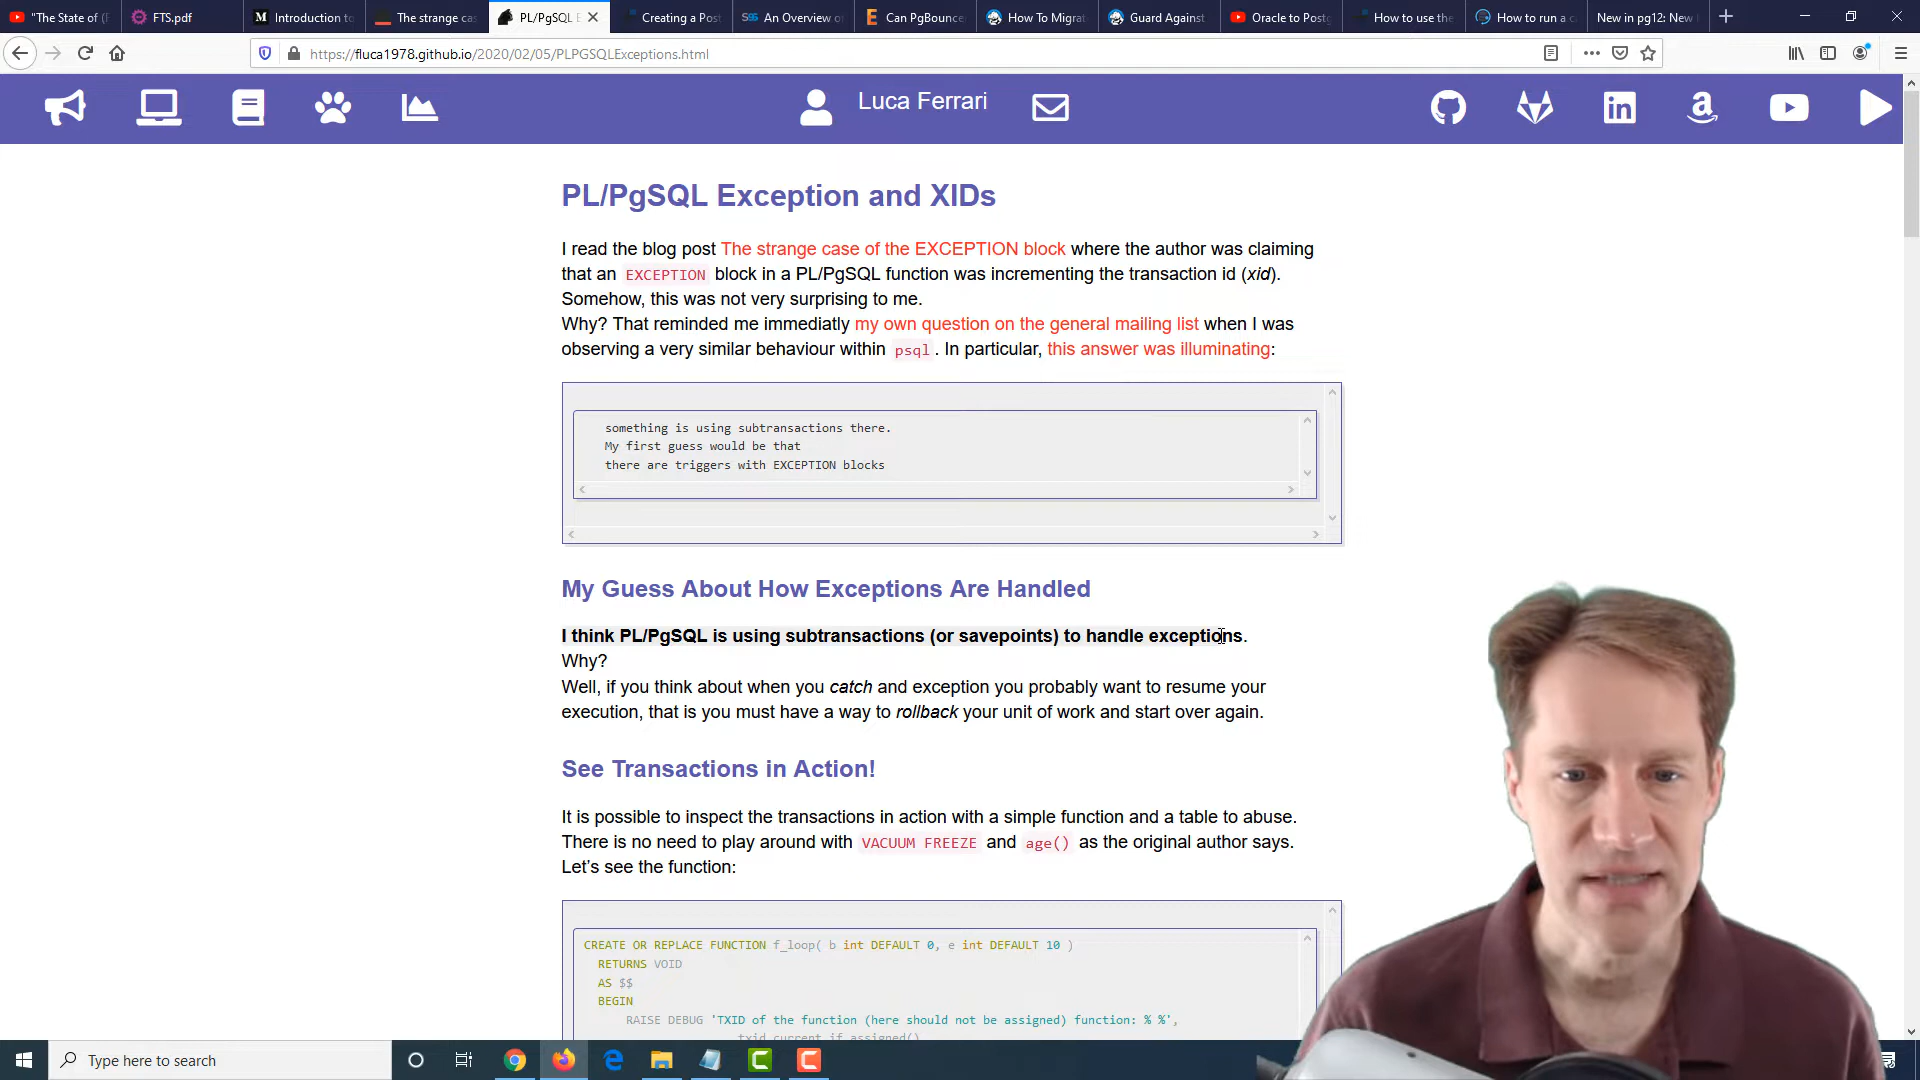 "The State of (
FTS.pdf
Introduction to
The strange cas
PL/PgSQL E
Creating a Post
An Overview o
Can PgBounce
How To Migra
Guard Against
Oracle to Postg
How to use the
How to run a c
New in pg12: New
https://fluca1978.github.io/2020/02/05/PLPGSQLExceptions.html
Luca Ferrari
PL/PgSQL Exception and XIDs
I read the blog post The strange case of the EXCEPTION block where the author was claiming
that an EXCEPTION block in a PL/PgSQL function was incrementing the transaction id (xid).
Somehow, this was not very surprising to me.
Why? That reminded me immediatly my own question on the general mailing list when I was
observing a very similar behaviour within psql. In particular, this answer was illuminating:
something is using subtransactions there.
My first guess would be that
there are triggers with EXCEPTION blocks
My Guess About How Exceptions Are Handled
I think PL/PgSQL is using subtransactions (or savepoints) to handle exceptions.
Why?
Well, if you think about when you catch and exception you probably want to resume your
execution, that is you must have a way to rollback your unit of work and start over again.
See Transactions in Action!
It is possible to inspect the transactions in action with a simple function and a table to abuse.
There is no need to play around with VACUUM FREEZE and age() as the original author says.
Let's see the function:
CREATE OR REPLACE FUNCTION f_loop( b int DEFAULT 0, e int DEFAULT 10 )
RETURNS VOID
AS $$
BEGIN
RAISE DEBUG 'TXID of the function (here should not be assigned) function: % %',
txid_current_if_assigned()
Type here to search